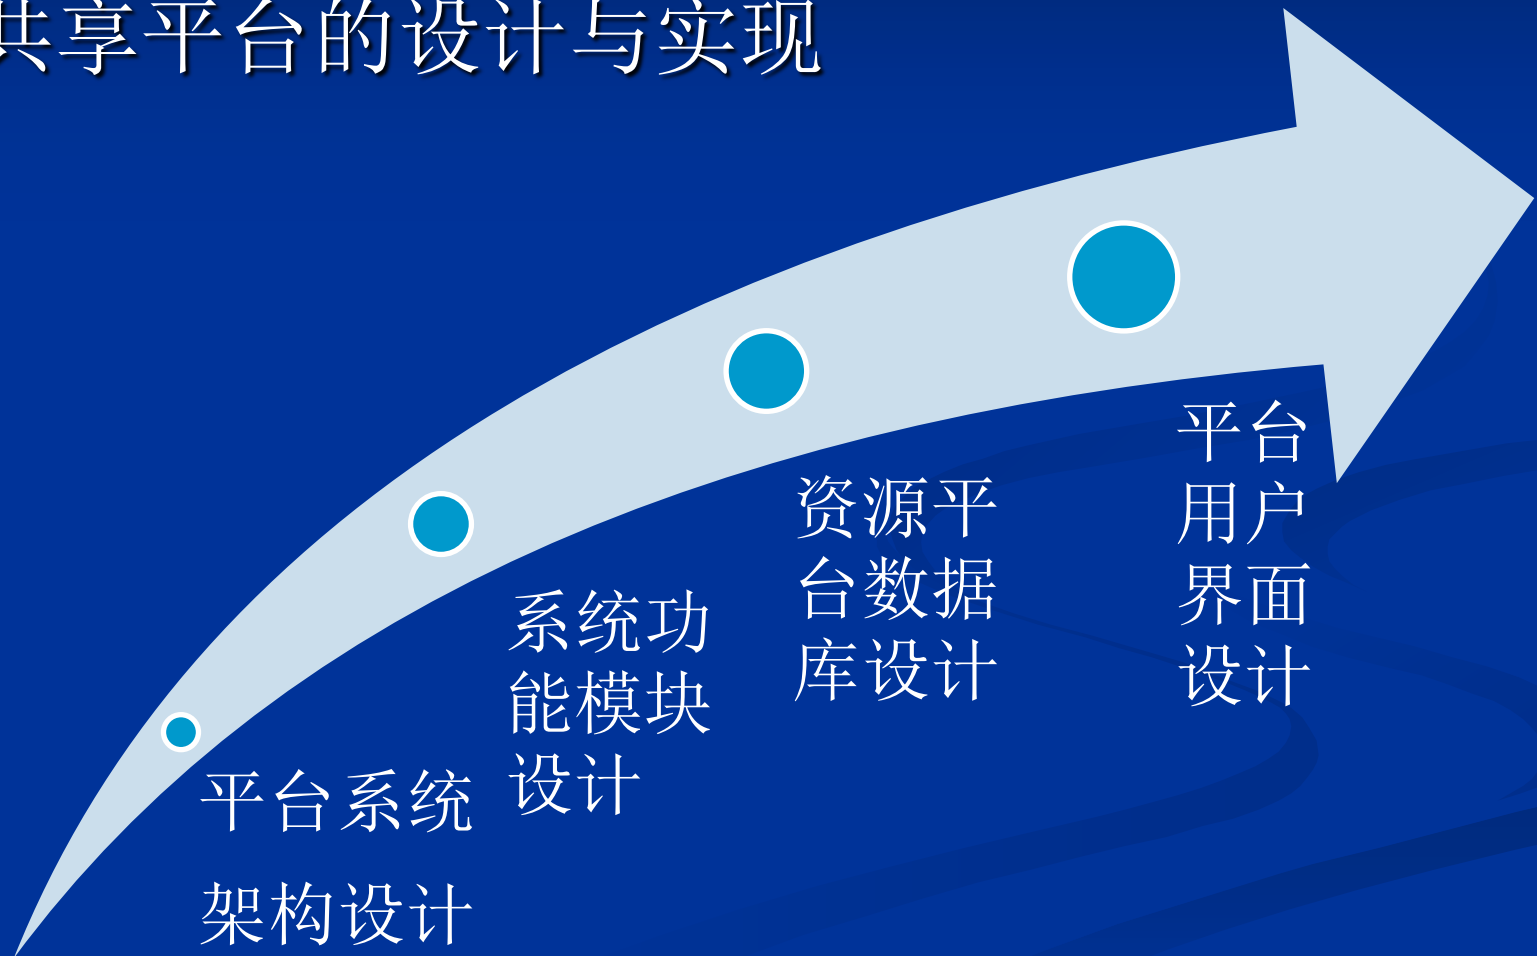 共享平台的设计与实现
平台系统
架构设计
系统功
能模块
设计
资源平
台数据
库设计
平台
用户
界面
设计